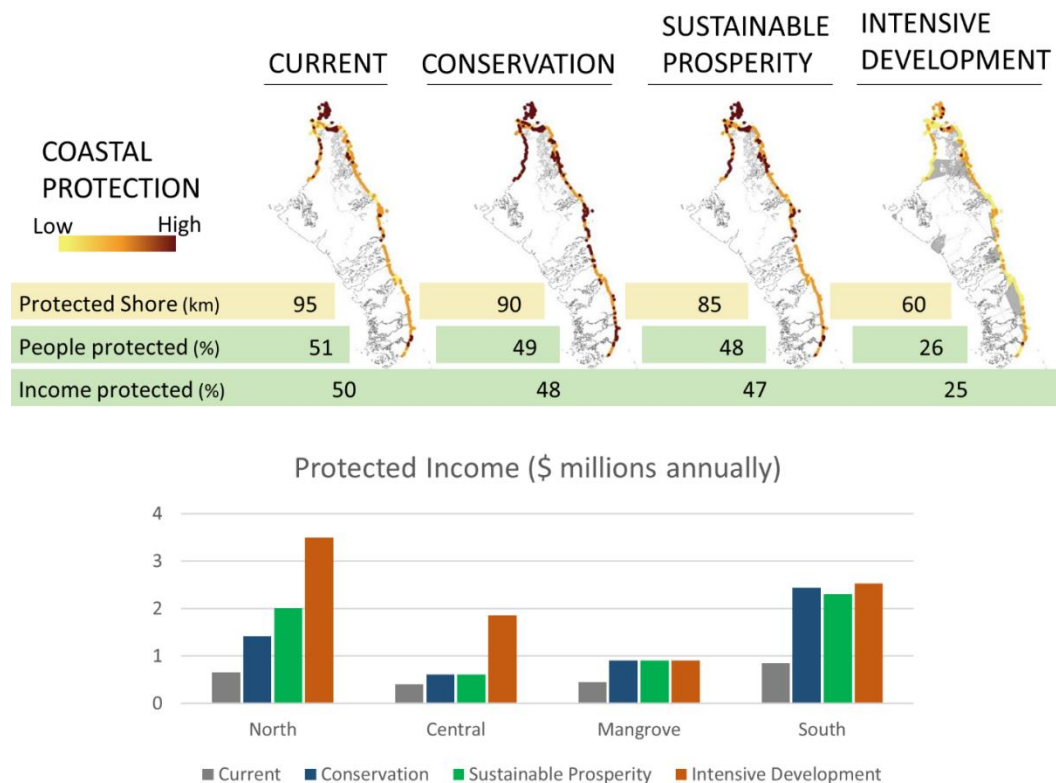 CURRENT
CONSERVATION
SUSTAINABLE
PROSPERITY
INTENSIVE
DEVELOPMENT
COASTAL
PROTECTION
Low High
Protected Shore (km) 95 90 85 60
People protected (%) 51 49 48 26
Income protected (%) 50 48 47 25
Protected Income ($ millions annually)
4
3
2
1
0
North Central Mangrove South
Current Conservation Sustainable Prosperity Intensive Development